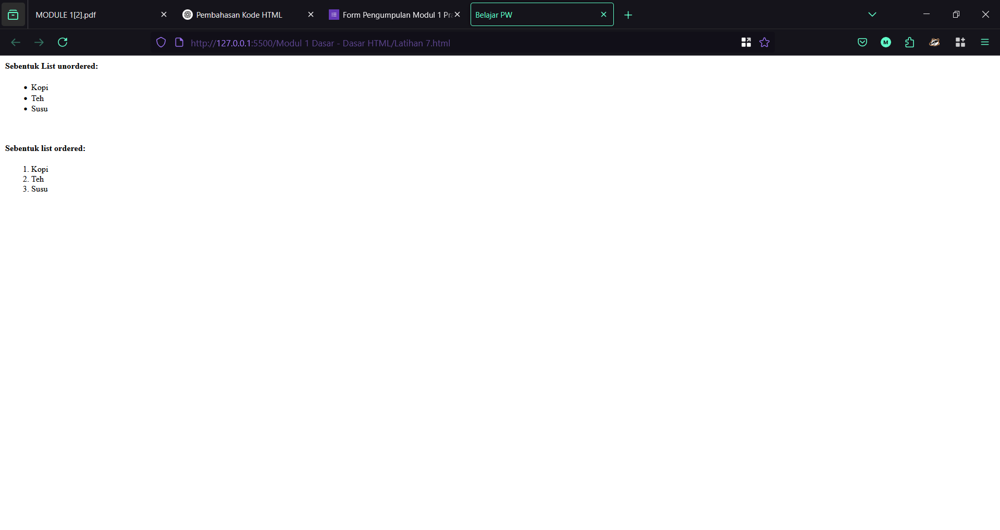 MODULE 1[2].pdf
Pembahasan Kode HTML
Form Pengumpulan Modul 1 Pra
Belajar PW
http://127.0.0.1:5500/Modul 1 Dasar - Dasar HTML/Latihan 7.html
M
Sebentuk List unordered:
• Kopi
• Teh
• Susu
Sebentuk list ordered:
1. Kopi
2. Teh
3. Susu